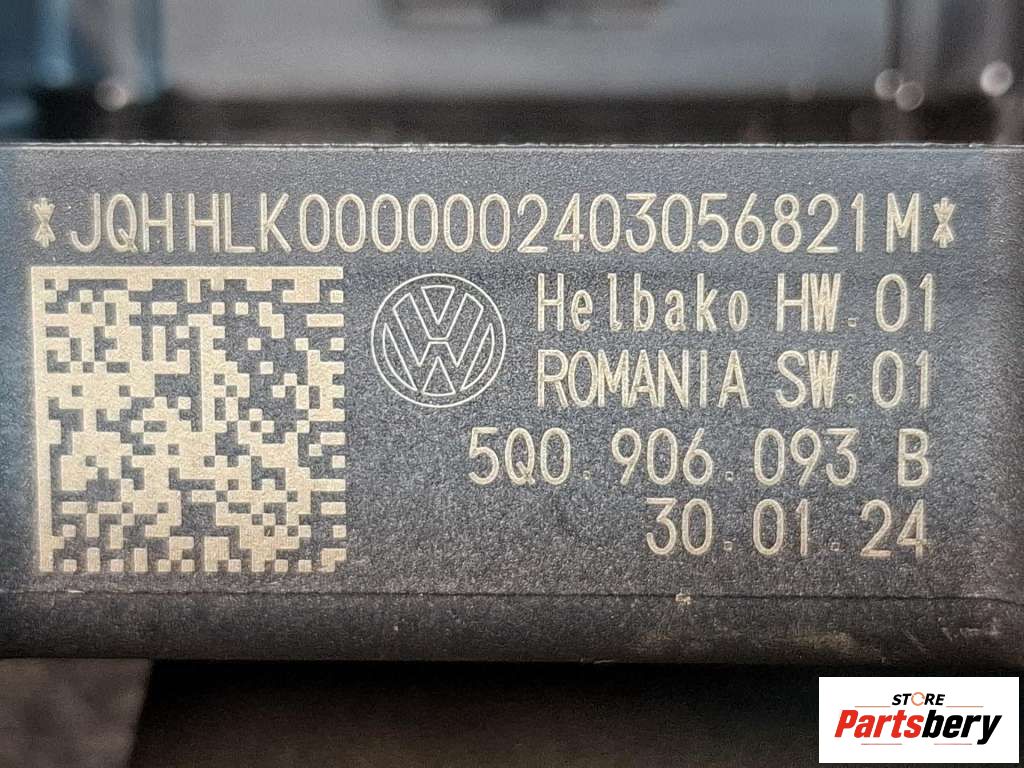 *JQHHLK0000002403056821M*
Helbako HW.01
ROMANIA SW.01
5Q0.906.093 B
30.01.24
STORE
Partsbery